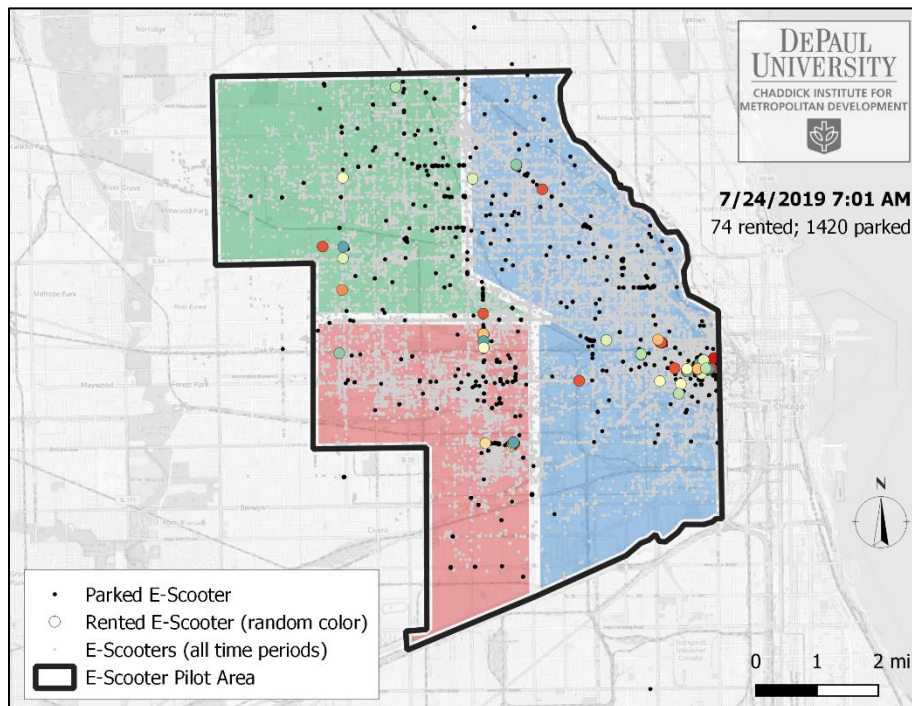 DEPAUL
UNIVERSITY
CHADDICK INSTITUTE FOR
METROPOLITAN DEVELOPMENT
7/24/2019 7:01 AM
74 rented; 1420 parked
Norridge
River Grove
Elmwood Park
Melrose Park
Maywood
Forest Park
Oak Park
Berwyn
Cicero
Chicago
N
Parked E-Scooter
Rented E-Scooter (random color)
E-Scooters (all time periods)
E-Scooter Pilot Area
0 1 2 mi